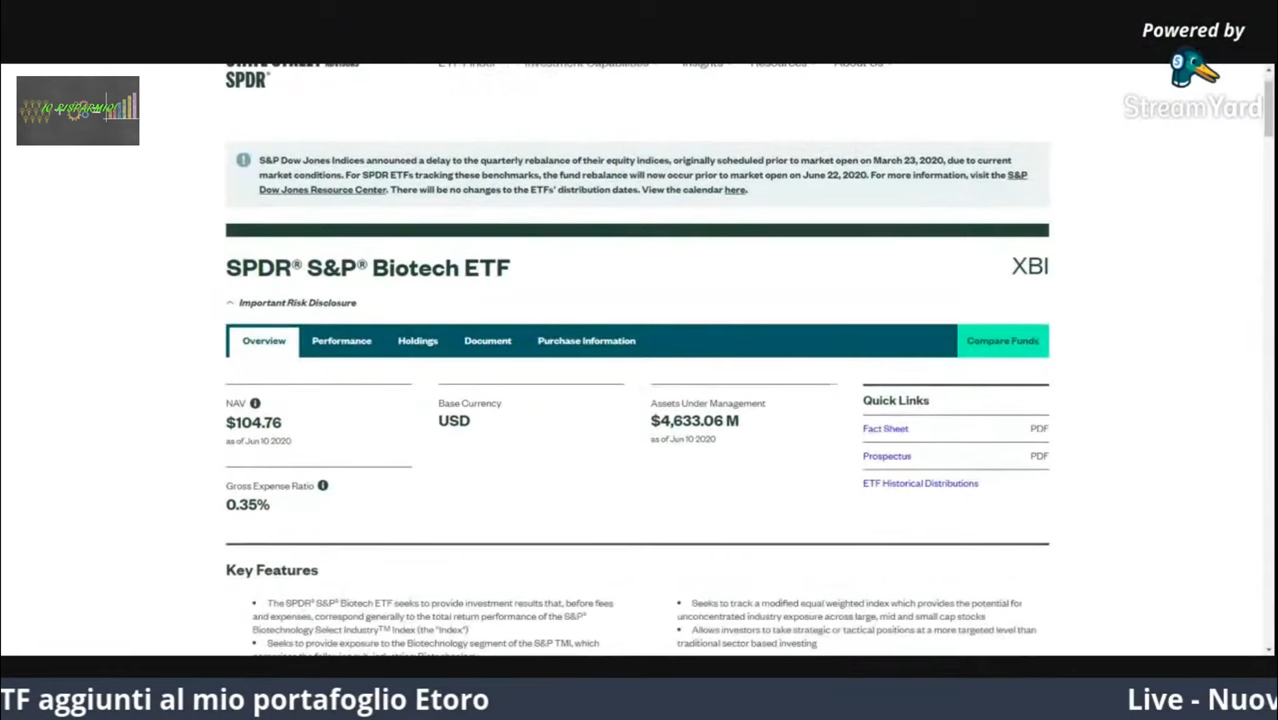 Powered by
StreamYard
IO RISPARMIO!
SPDR®
S&P Dow Jones Indices announced a delay to the quarterly rebalance of their equity indices, originally scheduled prior to market open on March 23, 2020, due to current
market conditions. For SPDR ETFs tracking these benchmarks, the fund rebalance will now occur prior to market open on June 22, 2020. For more information, visit the S&P
Dow Jones Resource Center. There will be no changes to the ETFs' distribution dates. View the calendar here.
SPDR® S&P® Biotech ETF
XBI
Important Risk Disclosure
Overview Performance Holdings Document Purchase Information Compare Funds
NAV
$104.76
as of Jun 10 2020
Base Currency
USD
Assets Under Management
$4,633.06 M
as of Jun 10 2020
Gross Expense Ratio
0.35%
Quick Links
Fact Sheet PDF
Prospectus PDF
ETF Historical Distributions
Key Features
• The SPDR® S&P® Biotech ETF seeks to provide investment results that, before fees
and expenses, correspond generally to the total return performance of the S&P®
Biotechnology Select Industry™ Index (the "Index")
• Seeks to provide exposure to the Biotechnology segment of the S&P TMI, which
• Seeks to track a modified equal weighted index which provides the potential for
unconcentrated industry exposure across large, mid and small cap stocks
• Allows investors to take strategic or tactical positions at a more targeted level than
traditional sector based investing
TF aggiunti al mio portafoglio Etoro
Live - Nuov